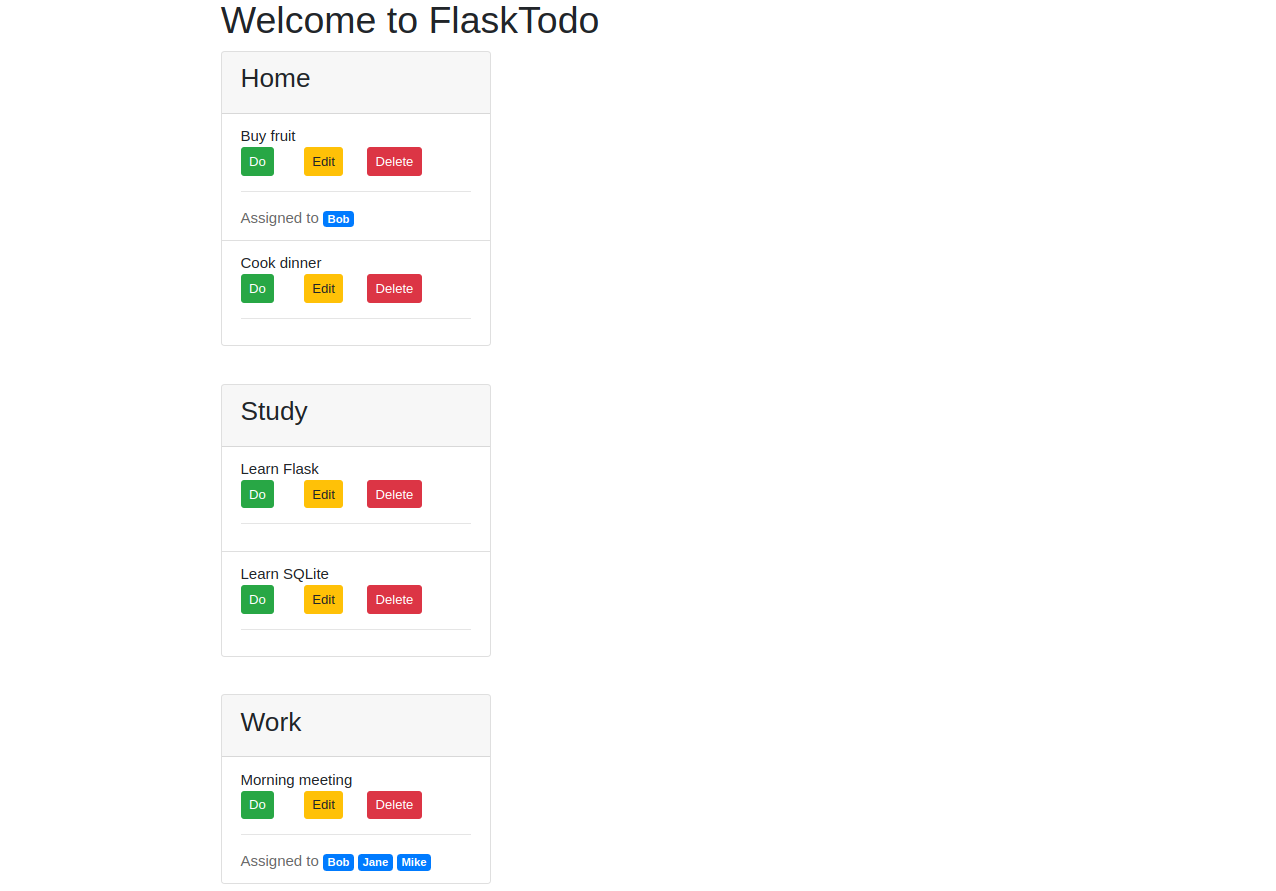 Welcome to FlaskTodo
Home
Buy fruit
Do Edit Delete
Assigned to Bob
Cook dinner
Do Edit Delete
Study
Learn Flask
Do Edit Delete
Learn SQLite
Do Edit Delete
Work
Morning meeting
Do Edit Delete
Assigned to Bob Jane Mike